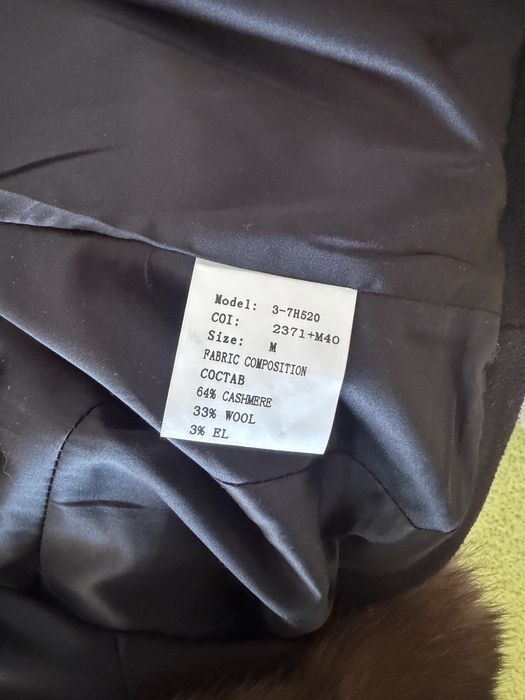 Model: 3-7H520
COI: 2371+M40
Size: M
FABRIC COMPOSITION
СОСТАВ
64% CASHMERE
33% WOOL
3% EL